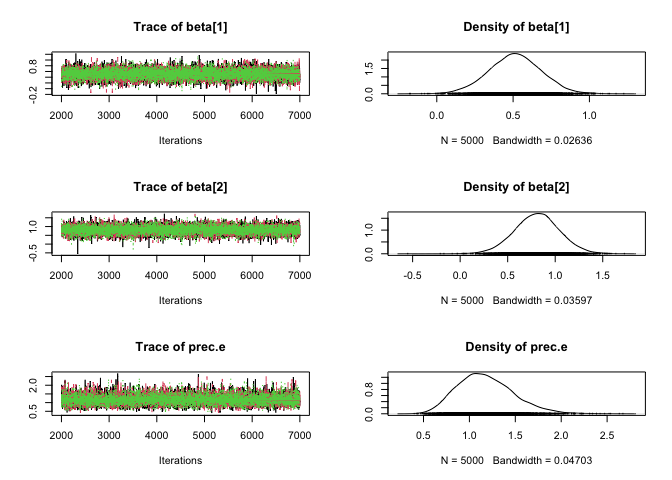 Trace of beta[1]
Density of beta[1]
-0.2 0.8
0.0 1.5
2000 3000 4000 5000 6000 7000
0.0 0.5 1.0
Iterations
N = 5000 Bandwidth = 0.02636
Trace of beta[2]
Density of beta[2]
-0.5 1.0
0.0 1.0
2000 3000 4000 5000 6000 7000
-0.5 0.0 0.5 1.0 1.5
Iterations
N = 5000 Bandwidth = 0.03597
Trace of prec.e
Density of prec.e
0.5 2.0
0.0 0.8
2000 3000 4000 5000 6000 7000
0.5 1.0 1.5 2.0 2.5
Iterations
N = 5000 Bandwidth = 0.04703